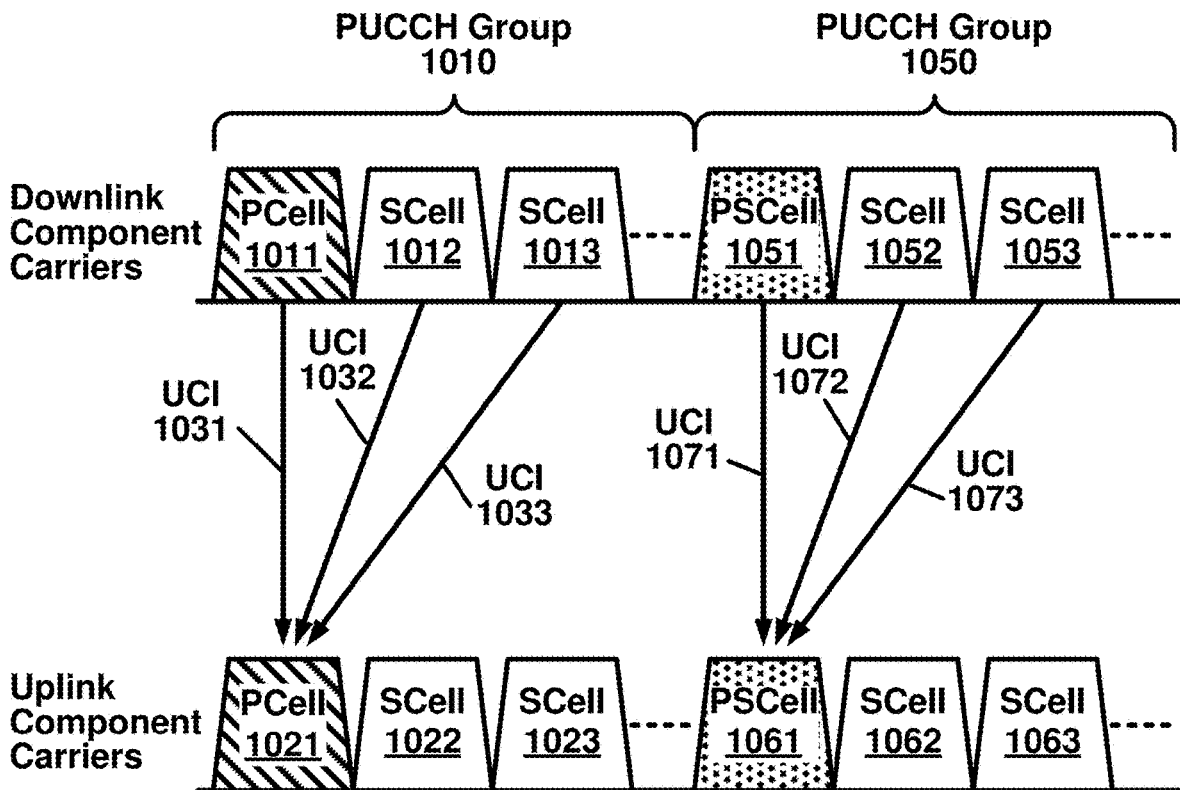 PUCCH Group
1010
PUCCH Group
1050
Downlink
Component
Carriers
PCell
1011
SCell
1012
SCell
1013
PSCell
1051
SCell
1052
SCell
1053
UCI
1031
UCI
1032
UCI
1033
UCI
1071
UCI
1072
UCI
1073
Uplink
Component
Carriers
PCell
1021
SCell
1022
SCell
1023
PSCell
1061
SCell
1062
SCell
1063